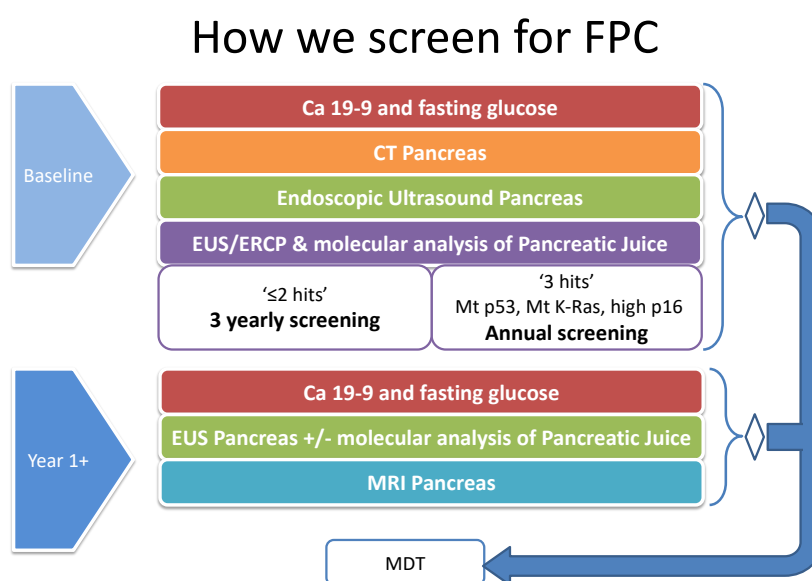 How we screen for FPC
Baseline
Ca 19-9 and fasting glucose
CT Pancreas
Endoscopic Ultrasound Pancreas
EUS/ERCP & molecular analysis of Pancreatic Juice
‘≤2 hits’
3 yearly screening
‘3 hits’
Mt p53, Mt K-Ras, high p16
Annual screening
Year 1+
Ca 19-9 and fasting glucose
EUS Pancreas +/- molecular analysis of Pancreatic Juice
MRI Pancreas
MDT